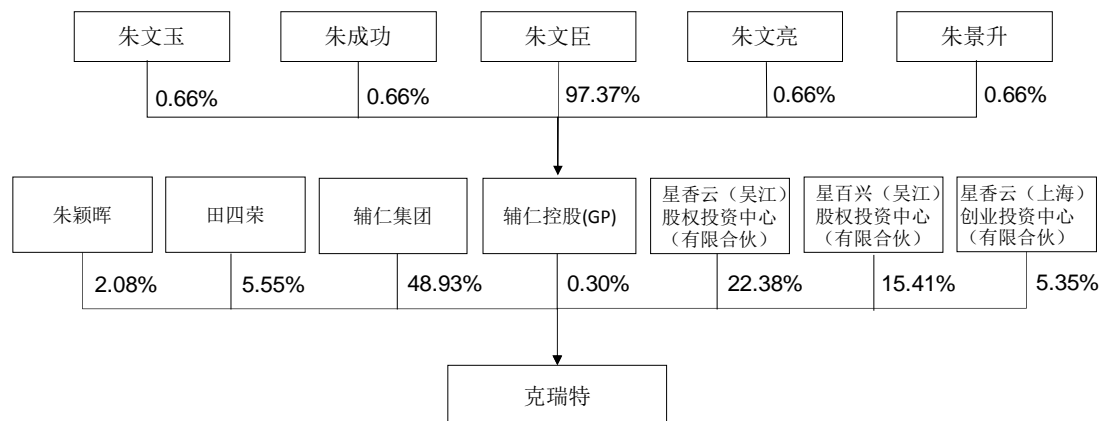 朱文玉
朱成功
朱文臣
朱文亮
朱景升
0.66%
0.66%
97.37%
0.66%
0.66%
朱颖晖
田四荣
辅仁集团
辅仁控股(GP)
星香云（吴江）
股权投资中心
（有限合伙）
星百兴（吴江）
股权投资中心
（有限合伙）
星香云（上海）
创业投资中心
（有限合伙）
2.08%
5.55%
48.93%
0.30%
22.38%
15.41%
5.35%
克瑞特